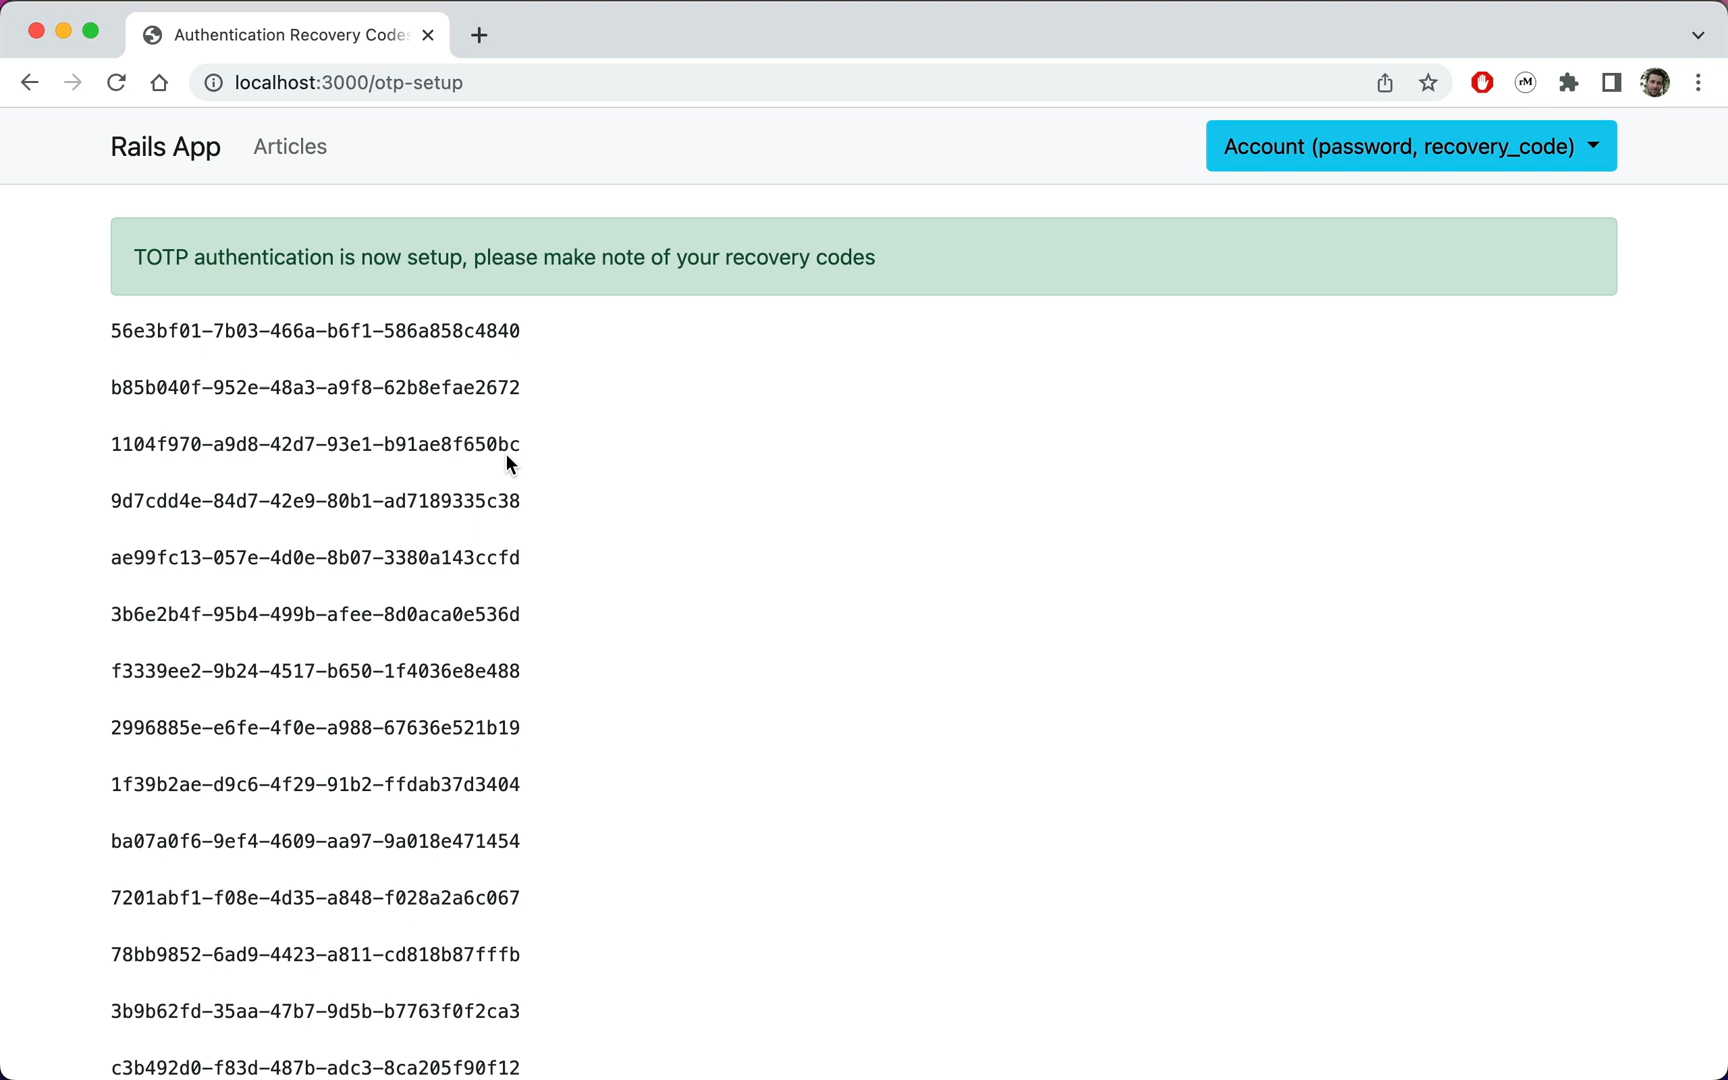 Authentication Recovery Codes
localhost:3000/otp-setup
rM
Rails App
Articles
Account (password, recovery_code)
TOTP authentication is now setup, please make note of your recovery codes
56e3bf01-7b03-466a-b6f1-586a858c4840
b85b040f-952e-48a3-a9f8-62b8efae2672
1104f970-a9d8-42d7-93e1-b91ae8f650bc
9d7cdd4e-84d7-42e9-80b1-ad7189335c38
ae99fc13-057e-4d0e-8b07-3380a143ccfd
3b6e2b4f-95b4-499b-afee-8d0aca0e536d
f3339ee2-9b24-4517-b650-1f4036e8e488
2996885e-e6fe-4f0e-a988-67636e521b19
1f39b2ae-d9c6-4f29-91b2-ffdab37d3404
ba07a0f6-9ef4-4609-aa97-9a018e471454
7201abf1-f08e-4d35-a848-f028a2a6c067
78bb9852-6ad9-4423-a811-cd818b87fffb
3b9b62fd-35aa-47b7-9d5b-b7763f0f2ca3
c3b492d0-f83d-487b-adc3-8ca205f90f12